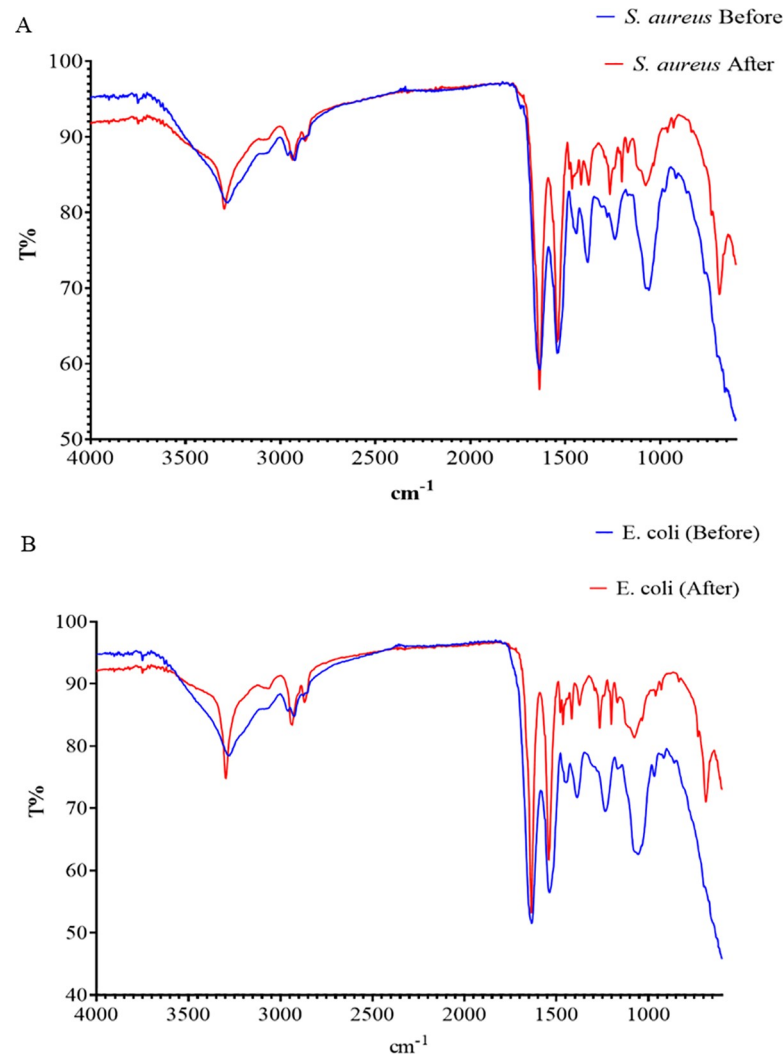 A
S. aureus Before
S. aureus After
100
90
80
70
60
50
T%
4000 3500 3000 2500 2000 1500 1000
cm-1
B
E. coli (Before)
E. coli (After)
100
90
80
70
60
50
40
T%
4000 3500 3000 2500 2000 1500 1000
cm-1